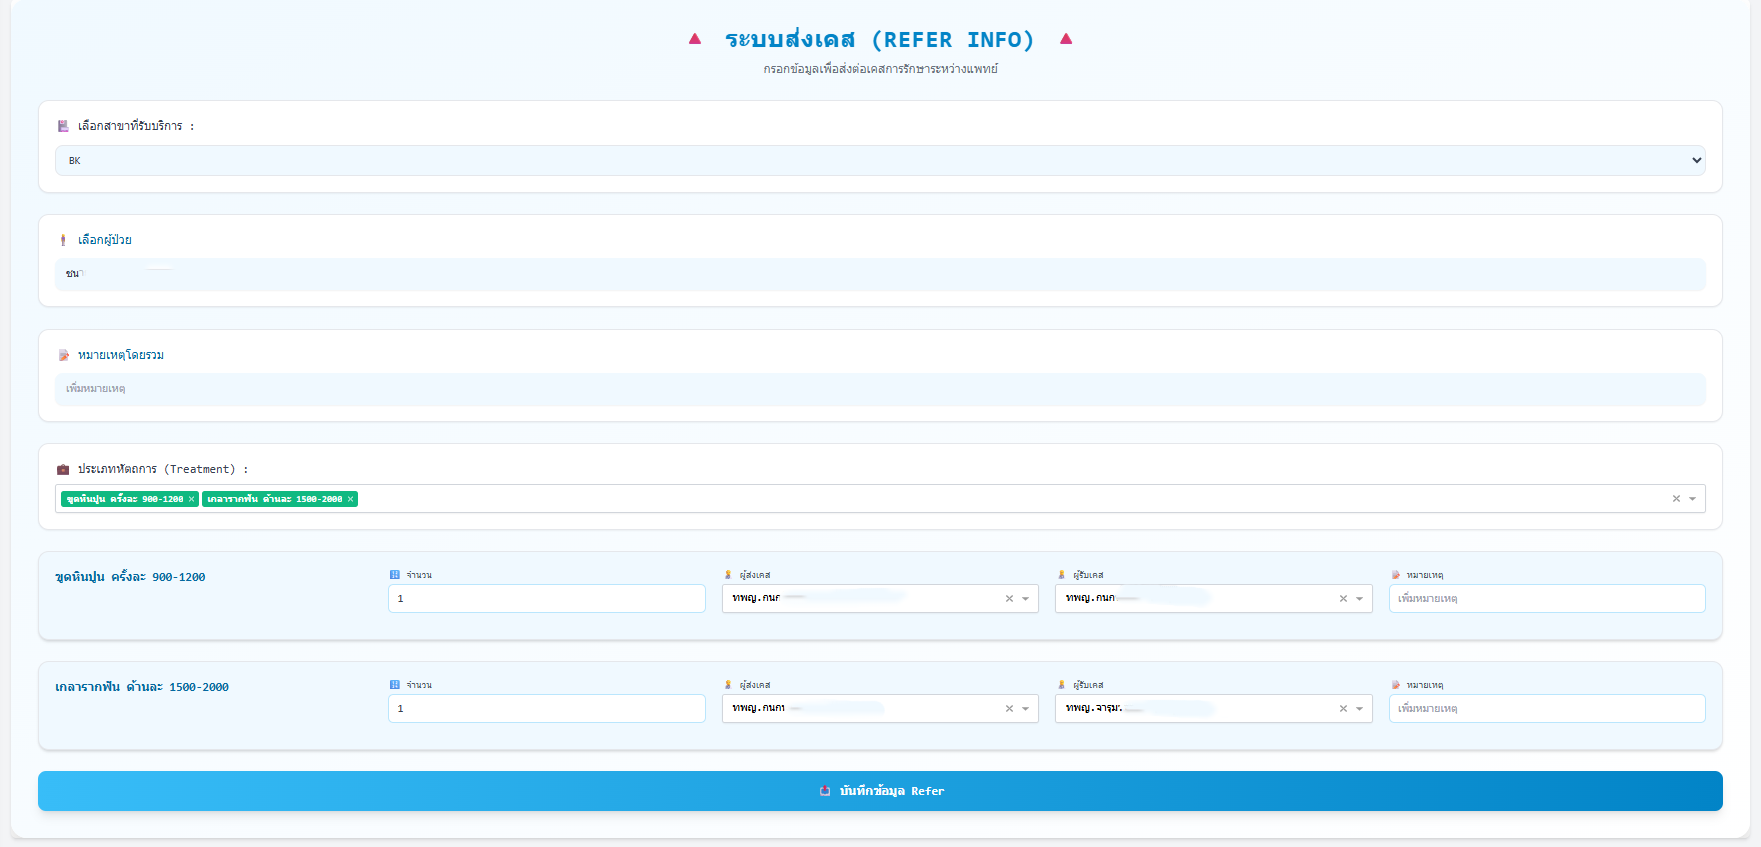 ระบบส่งเคส (REFER INFO)
กรอกข้อมูลเพื่อส่งต่อเคสการรักษาระหว่างแพทย์
เลือกสาขาที่รับบริการ :
BK
เลือกผู้ป่วย
ชนา
หมายเหตุโดยรวม
เพิ่มหมายเหตุ
ประเภทหัตถการ (Treatment) :
ขูดหินปูน ครั้งละ 900-1200 × เกลารากฟัน ด้านละ 1500-2000 ×
ขูดหินปูน ครั้งละ 900-1200
จำนวน
1
ผู้ส่งเคส
ทพญ.กนก
ผู้รับเคส
ทพญ.กนก
หมายเหตุ
เพิ่มหมายเหตุ
เกลารากฟัน ด้านละ 1500-2000
จำนวน
1
ผู้ส่งเคส
ทพญ.กนก
ผู้รับเคส
ทพญ.จารุม
หมายเหตุ
เพิ่มหมายเหตุ
บันทึกข้อมูล Refer